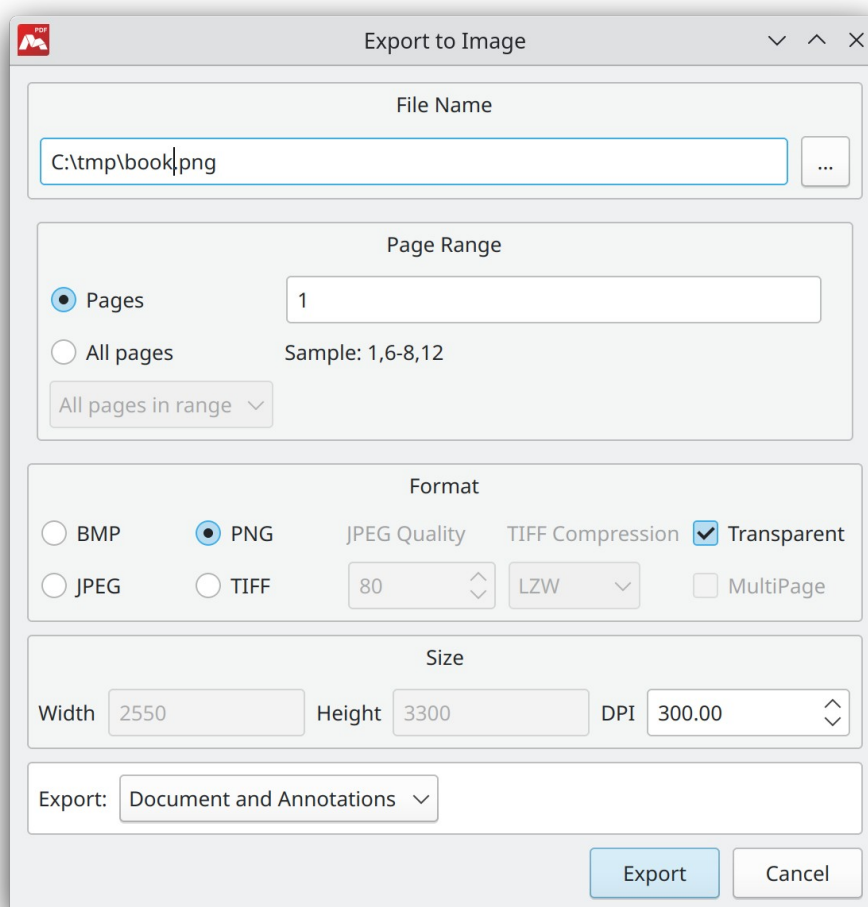 PDF
Export to Image
File Name
C:\tmp\book.png
...
Page Range
Pages
1
All pages
Sample: 1,6-8,12
All pages in range
Format
BMP
PNG
JPEG Quality
TIFF Compression
Transparent
JPEG
TIFF
80
LZW
MultiPage
Size
Width
2550
Height
3300
DPI
300.00
Export:
Document and Annotations
Export
Cancel